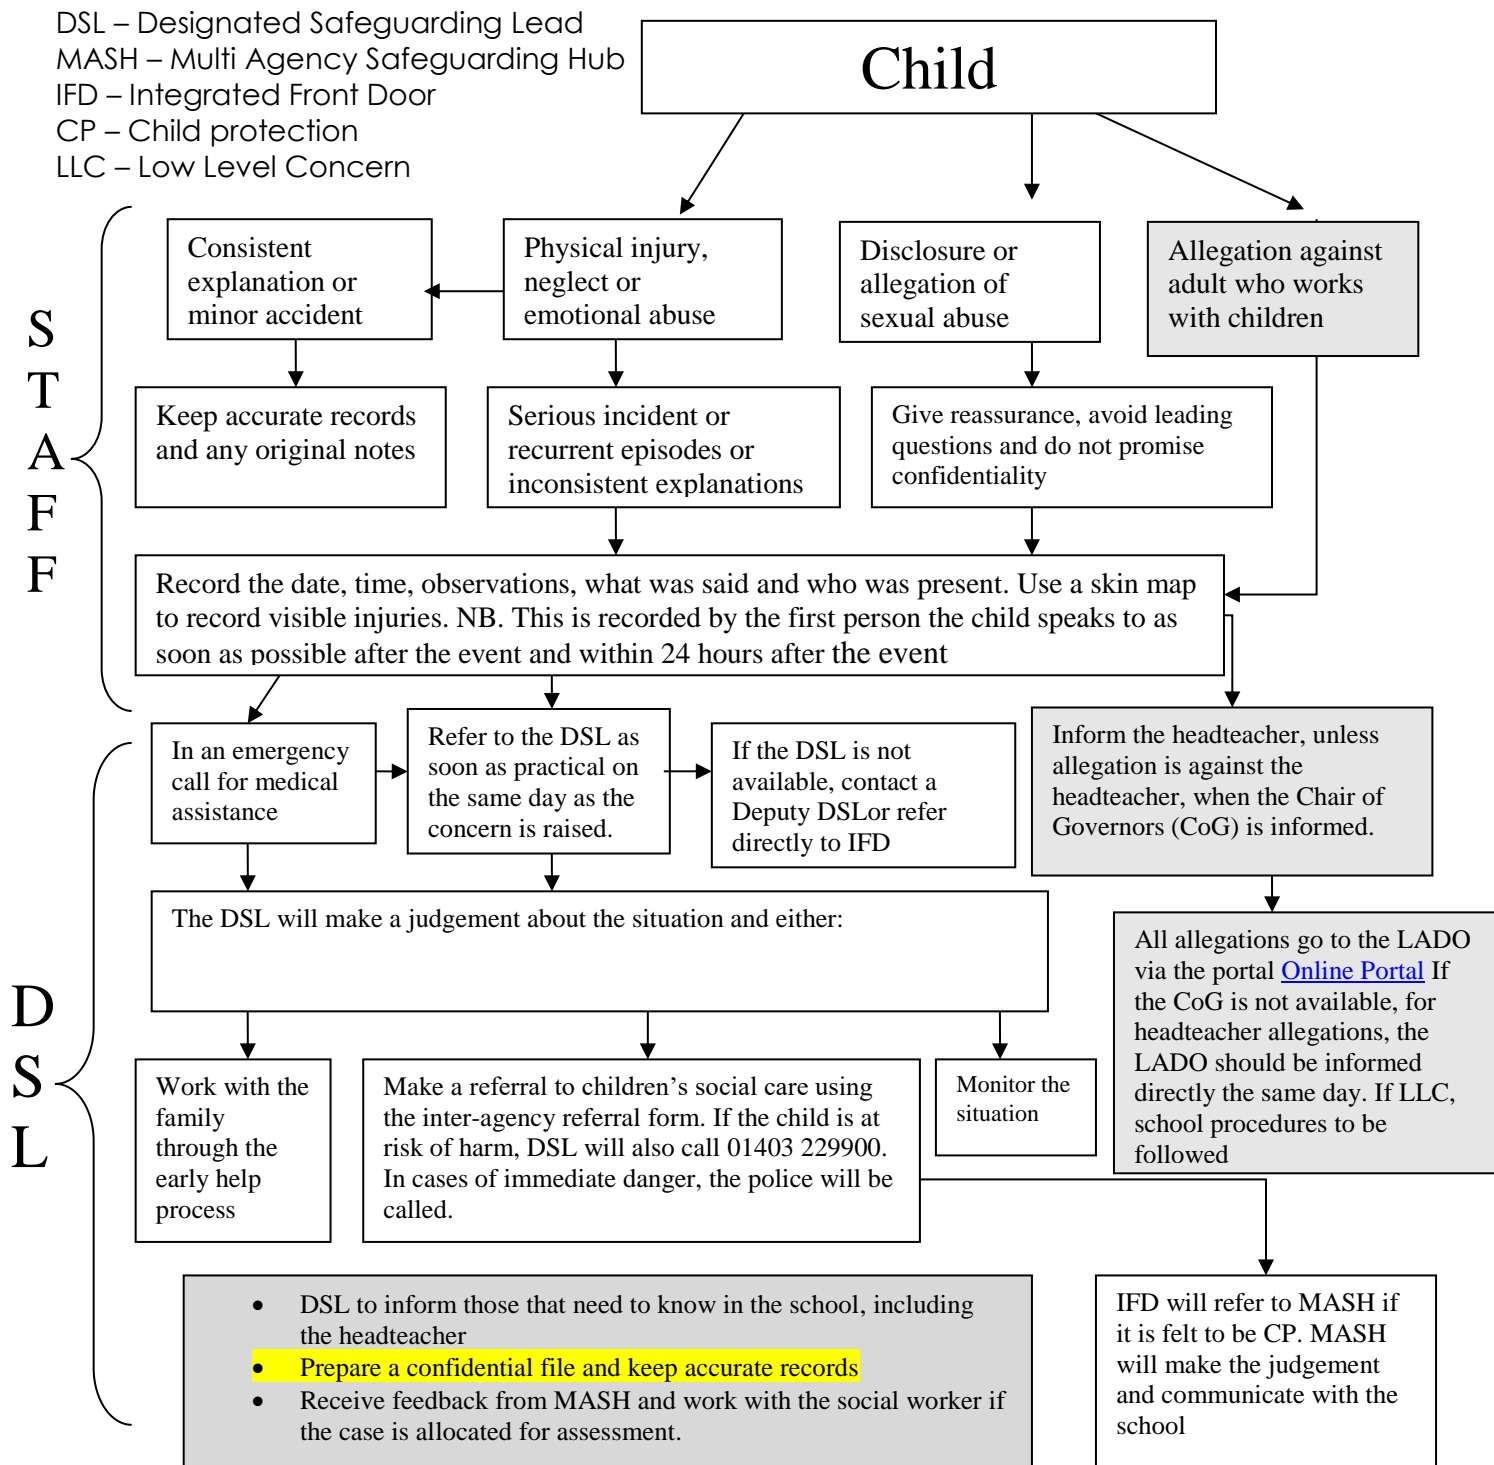 DSL – Designated Safeguarding Lead
MASH – Multi Agency Safeguarding Hub
IFD – Integrated Front Door
CP – Child protection
LLC – Low Level Concern
Child
S
T
A
F
F
Consistent
explanation or
minor accident
Physical injury,
neglect or
emotional abuse
Disclosure or
allegation of
sexual abuse
Allegation against
adult who works
with children
Keep accurate records
and any original notes
Serious incident or
recurrent episodes or
inconsistent explanations
Give reassurance, avoid leading
questions and do not promise
confidentiality
Record the date, time, observations, what was said and who was present. Use a skin map
to record visible injuries. NB. This is recorded by the first person the child speaks to as
soon as possible after the event and within 24 hours after the event
D
S
L
In an emergency
call for medical
assistance
Refer to the DSL as
soon as practical on
the same day as the
concern is raised.
If the DSL is not
available, contact a
Deputy DSLor refer
directly to IFD
Inform the headteacher, unless
allegation is against the
headteacher, when the Chair of
Governors (CoG) is informed.
The DSL will make a judgement about the situation and either:
All allegations go to the LADO
via the portal Online Portal If
the CoG is not available, for
headteacher allegations, the
LADO should be informed
directly the same day. If LLC,
school procedures to be
followed
Work with the
family
through the
early help
process
Make a referral to children’s social care using
the inter-agency referral form. If the child is at
risk of harm, DSL will also call 01403 229900.
In cases of immediate danger, the police will be
called.
Monitor the
situation
• DSL to inform those that need to know in the school, including
the headteacher
• Prepare a confidential file and keep accurate records
• Receive feedback from MASH and work with the social worker if
the case is allocated for assessment.
IFD will refer to MASH if
it is felt to be CP. MASH
will make the judgement
and communicate with the
school